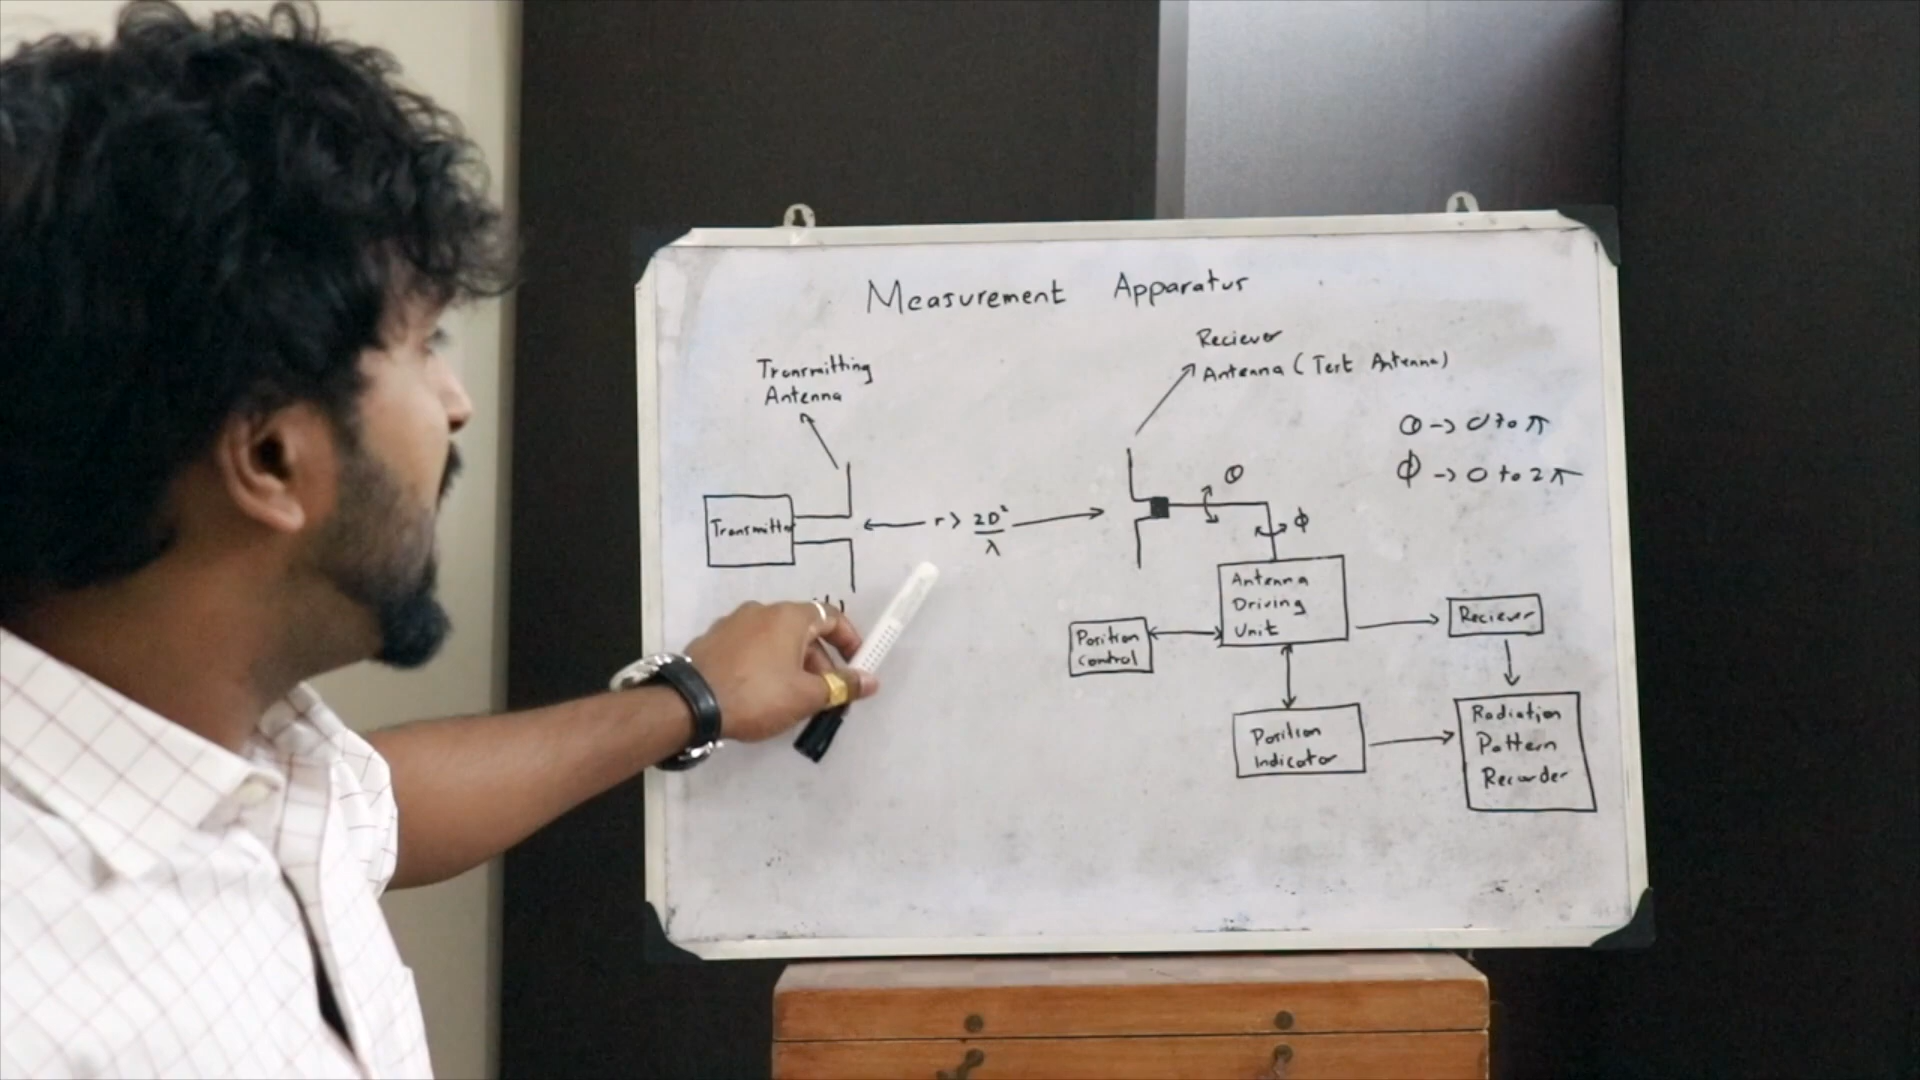 Measurement Apparatus
Transmitting
Antenna
Reciever
Antenna (Test Antenna)
θ -> 0 to π
ϕ -> 0 to 2π
Transmitter
r > 2D²
λ
θ
ϕ
Antenna
Driving
Unit
Position
Control
Reciever
Position
Indicator
Radiation
Pattern
Recorder